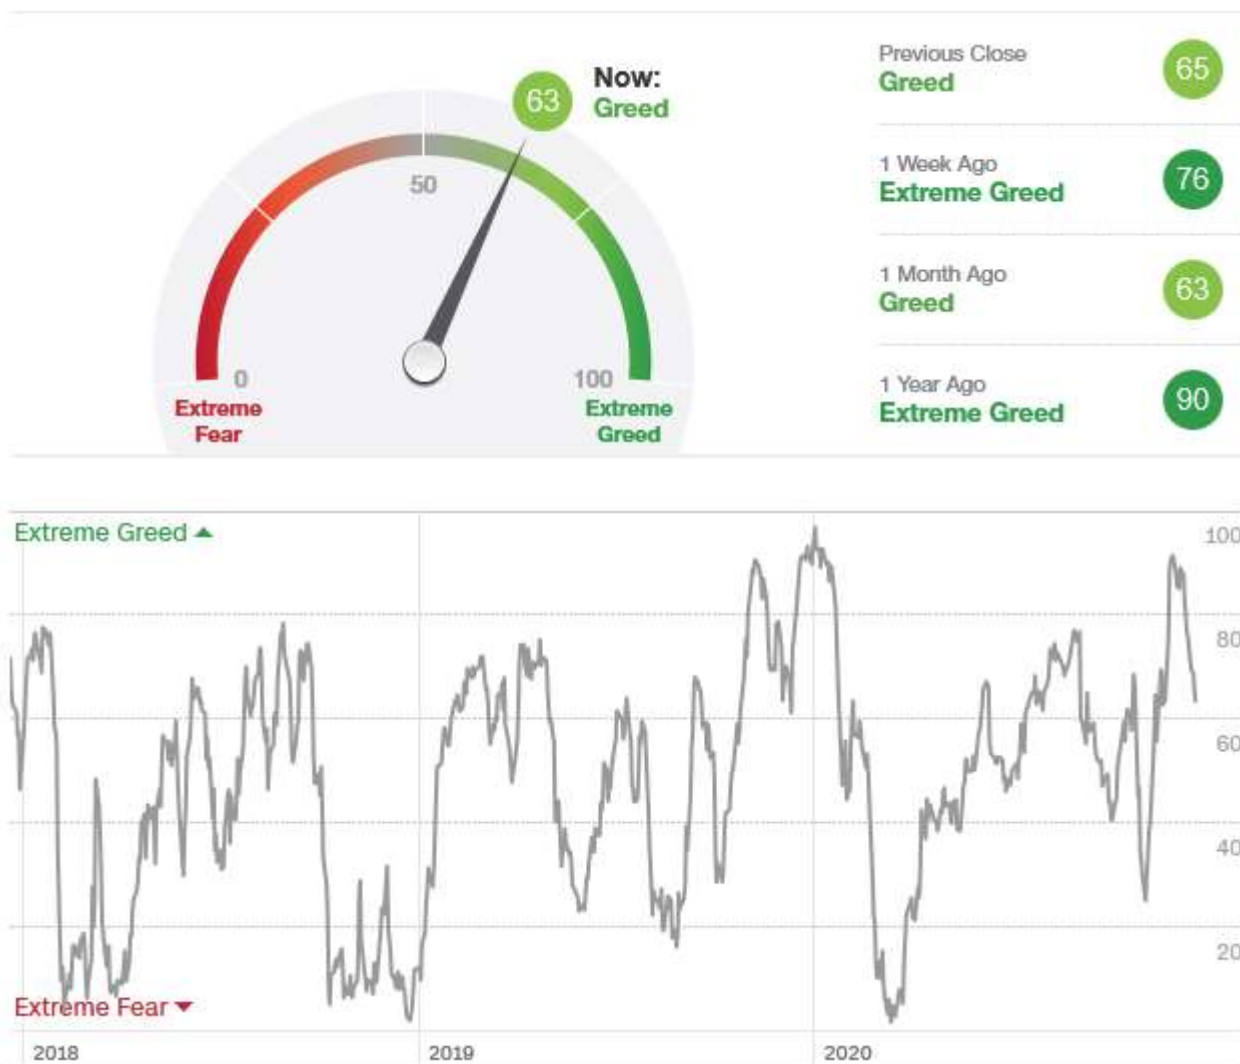 Now:
Greed
63
50
0
100
Extreme
Fear
Extreme
Greed
Previous Close
Greed
65
1 Week Ago
Extreme Greed
76
1 Month Ago
Greed
63
1 Year Ago
Extreme Greed
90
Extreme Greed ▲
100
80
60
40
20
Extreme Fear ▼
2018
2019
2020